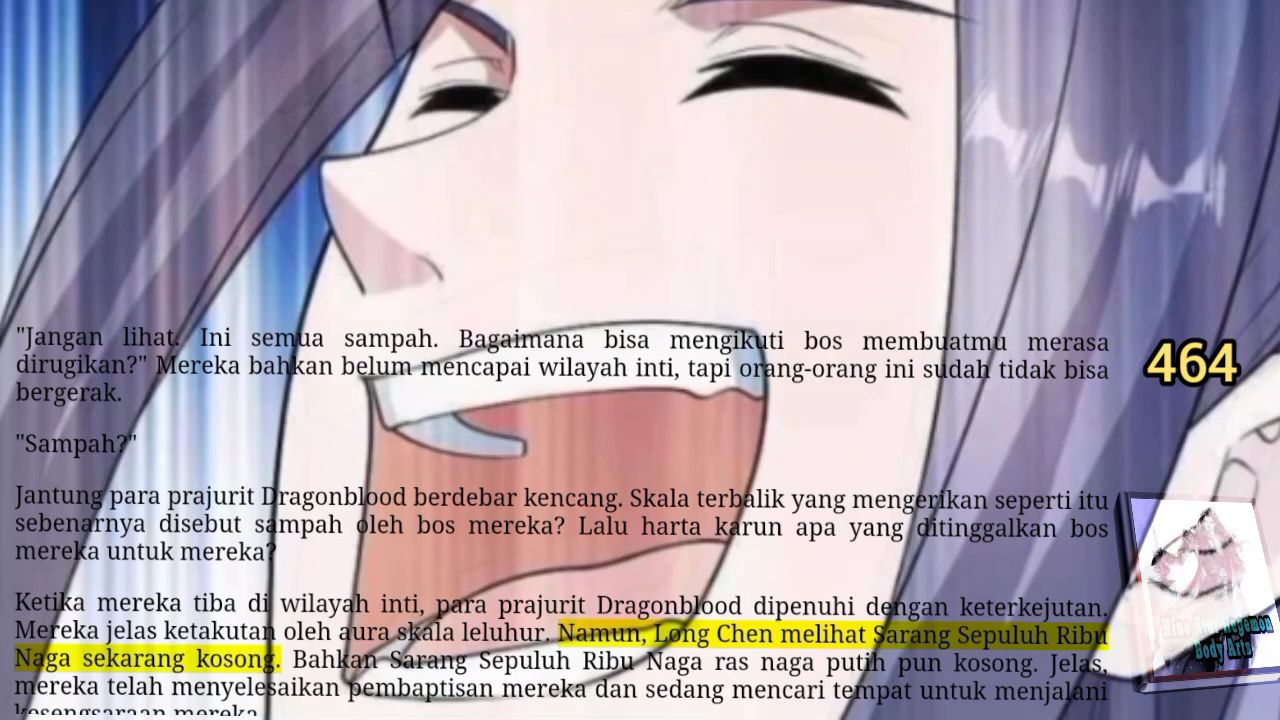 "Jangan lihat. Ini semua sampah. Bagaimana bisa mengikuti bos membuatmu merasa
dirugikan?" Mereka bahkan belum mencapai wilayah inti, tapi orang-orang ini sudah tidak bisa
bergerak.
"Sampah?"
Jantung para prajurit Dragonblood berdebar kencang. Skala terbalik yang mengerikan seperti itu
sebenarnya disebut sampah oleh bos mereka? Lalu harta karun apa yang ditinggalkan bos
mereka untuk mereka?
Ketika mereka tiba di wilayah inti, para prajurit Dragonblood dipenuhi dengan keterkejutan.
Mereka jelas ketakutan oleh aura skala leluhur. Namun, Long Chen melihat Sarang Sepuluh Ribu
Naga sekarang kosong. Bahkan Sarang Sepuluh Ribu Naga ras naga putih pun kosong. Jelas,
mereka telah menyelesaikan pembaptisan mereka dan sedang mencari tempat untuk menjalani
kesengsaraan mereka.
464
Nine Star Hegemon
Body Arts